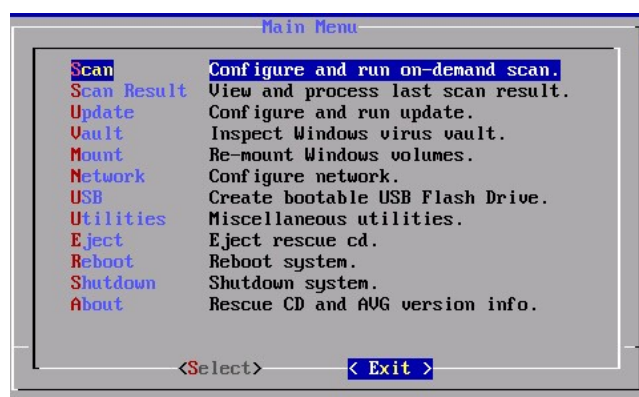 Main Menu
Scan Configure and run on-demand scan.
Scan Result View and process last scan result.
Update Configure and run update.
Vault Inspect Windows virus vault.
Mount Re-mount Windows volumes.
Network Configure network.
USB Create bootable USB Flash Drive.
Utilities Miscellaneous utilities.
Eject Eject rescue cd.
Reboot Reboot system.
Shutdown Shutdown system.
About Rescue CD and AVG version info.
<Select> < Exit >